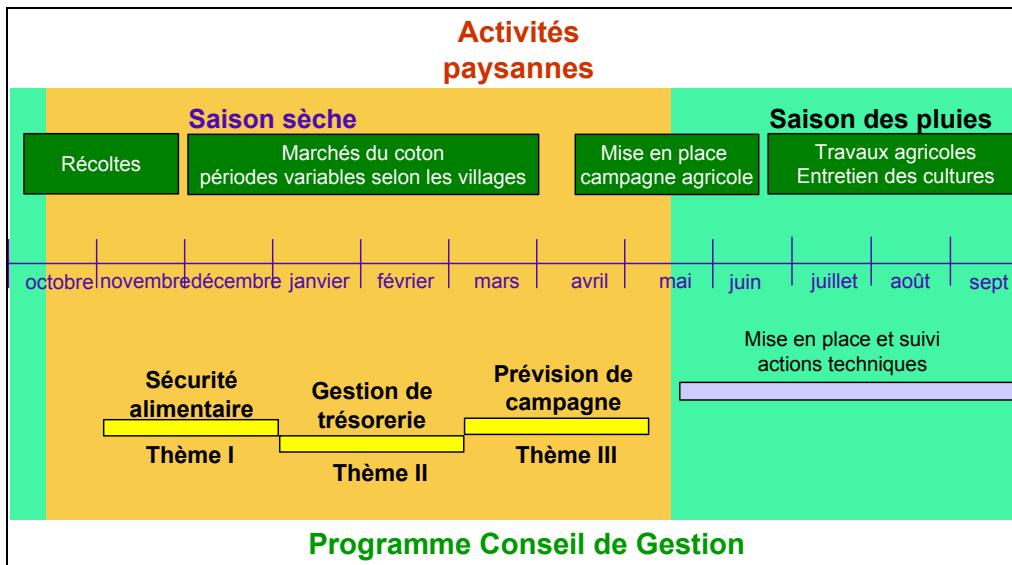 Activités
paysannes
Saison sèche
Saison des pluies
Récoltes
Marchés du coton
périodes variables selon les villages
Mise en place
campagne agricole
Travaux agricoles
Entretien des cultures
octobre novembre décembre janvier février mars avril mai juin juillet août sept
Mise en place et suivi
actions techniques
Sécurité
alimentaire
Thème I
Gestion de
trésorerie
Thème II
Prévision de
campagne
Thème III
Programme Conseil de Gestion